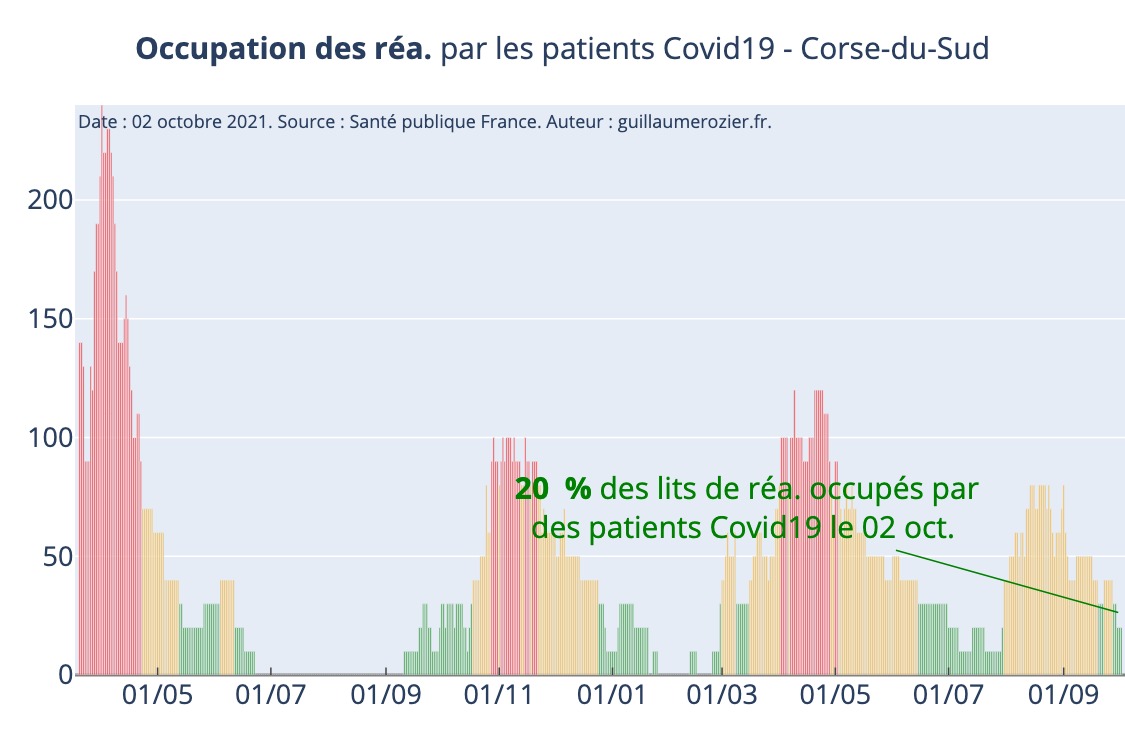 Occupation des réa. par les patients Covid19 - Corse-du-Sud
Date : 02 octobre 2021. Source : Santé publique France. Auteur : guillaumerozier.fr.
200
150
100
20 % des lits de réa. occupés par
des patients Covid19 le 02 oct.
50
0
01/05 01/07 01/09 01/11 01/01 01/03 01/05 01/07 01/09